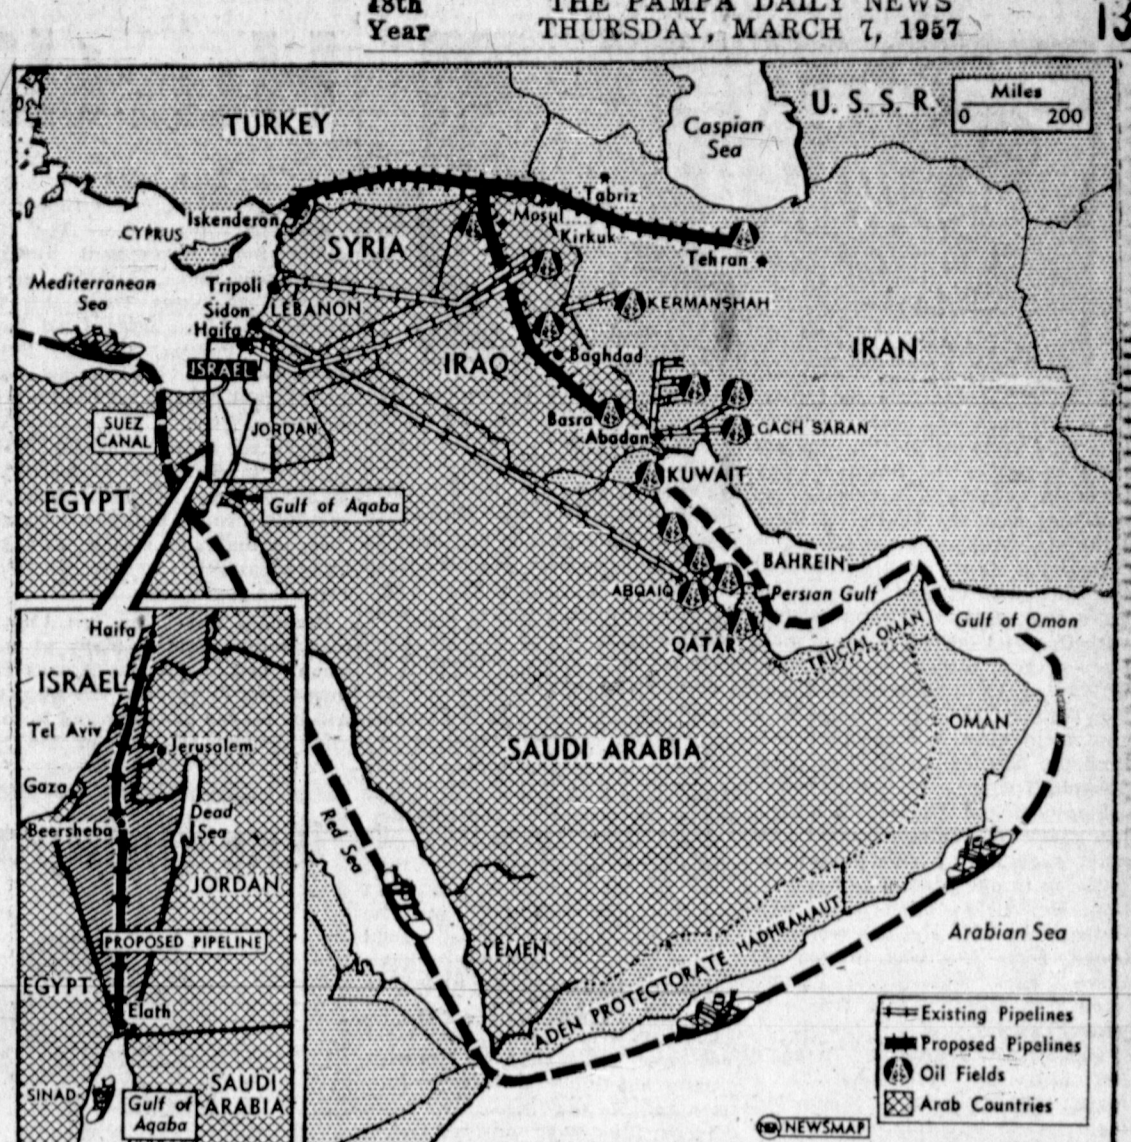 48th
Year
THE PAMPA DAILY NEWS
THURSDAY, MARCH 7, 1957
13
TURKEY
Caspian
Sea
U. S. S. R.
Miles
0 200
Iskenderon
CYPRUS
SYRIA
Mosul
Kirkuk
Tabriz
Tehran
Mediterranean
Sea
Tripoli
LEBANON
Sidon
Haifa
KERMANSHAH
IRAQ
Baghdad
IRAN
ISRAEL
SUEZ
CANAL
JORDAN
Basra
Abadan
GACH SARAN
EGYPT
KUWAIT
Gulf of Aqaba
BAHREIN
ABQAIQ
Persian Gulf
QATAR
TRUCIAL OMAN
Gulf of Oman
OMAN
SAUDI ARABIA
Red Sea
YEMEN
ADEN PROTECTORATE HADHRAMAUT
Arabian Sea
Haifa
ISRAEL
Tel Aviv
Jerusalem
Gaza
Beersheba
Dead
Sea
JORDAN
PROPOSED PIPELINE
EGYPT
Elath
SINAD
Gulf of
Aqaba
SAUDI
ARABIA
Existing Pipelines
Proposed Pipelines
Oil Fields
Arab Countries
NEWSMAP